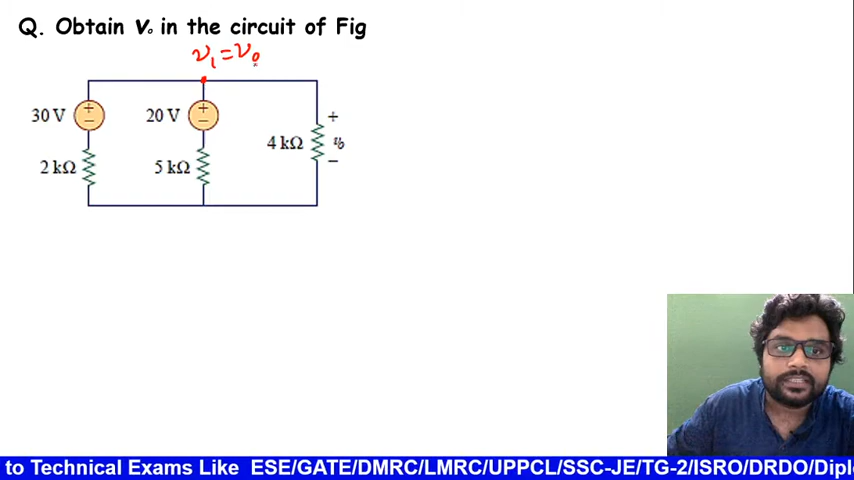 Q. Obtain v₀ in the circuit of Fig
v₁ = v₀
30 V
20 V
4 kΩ
+
v₀
−
2 kΩ
5 kΩ
to Technical Exams Like ESE/GATE/DMRC/LMRC/UPPCL/SSC-JE/TG-2/ISRO/DRDO/Diplo